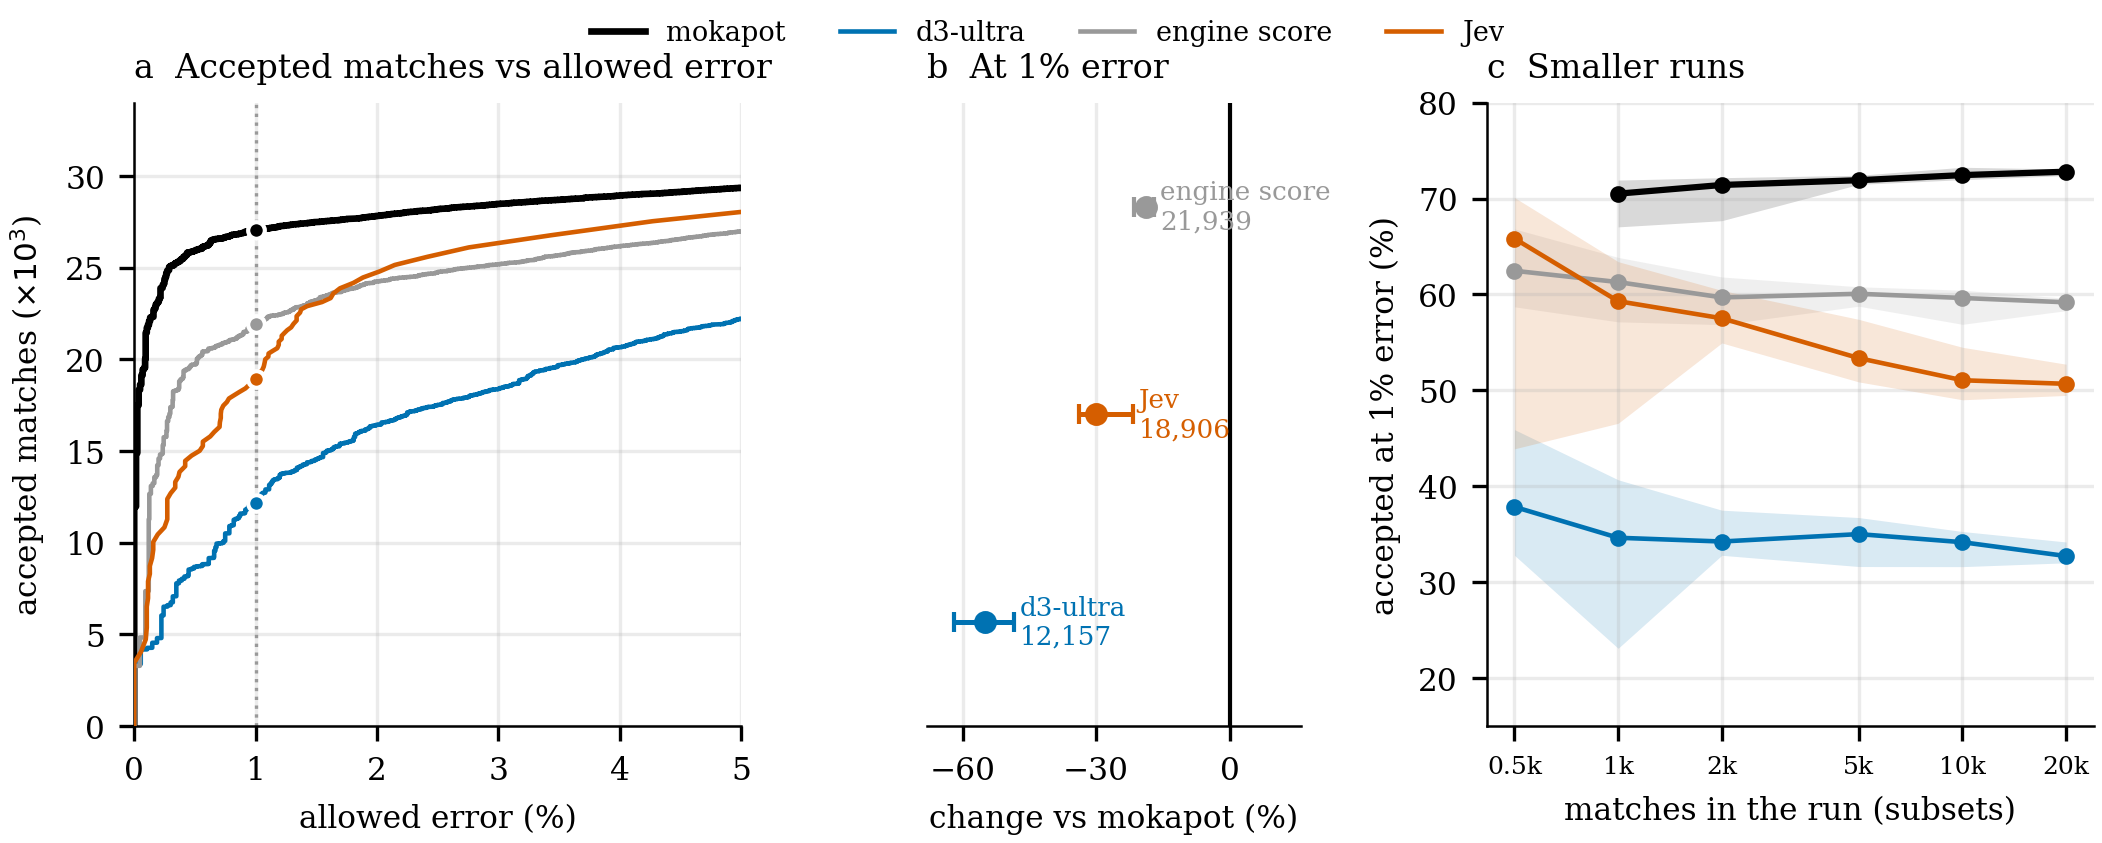 mokapot d3-ultra engine score Jev
a Accepted matches vs allowed error
accepted matches (×10³)
30
25
20
15
10
5
0
0 1 2 3 4 5
allowed error (%)
b At 1% error
engine score
21,939
Jev
18,906
d3-ultra
12,157
−60 −30 0
change vs mokapot (%)
c Smaller runs
accepted at 1% error (%)
80
70
60
50
40
30
20
0.5k 1k 2k 5k 10k 20k
matches in the run (subsets)